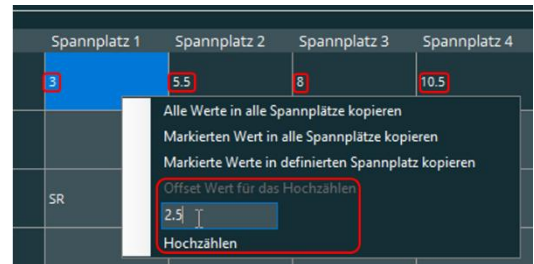 Spannplatz 1 Spannplatz 2 Spannplatz 3 Spannplatz 4
3 5.5 8 10.5
Alle Werte in alle Spannplätze kopieren
Markierten Wert in alle Spannplätze kopieren
Markierte Werte in definierten Spannplatz kopieren
Offset Wert für das Hochzählen
SR
2.5
Hochzählen